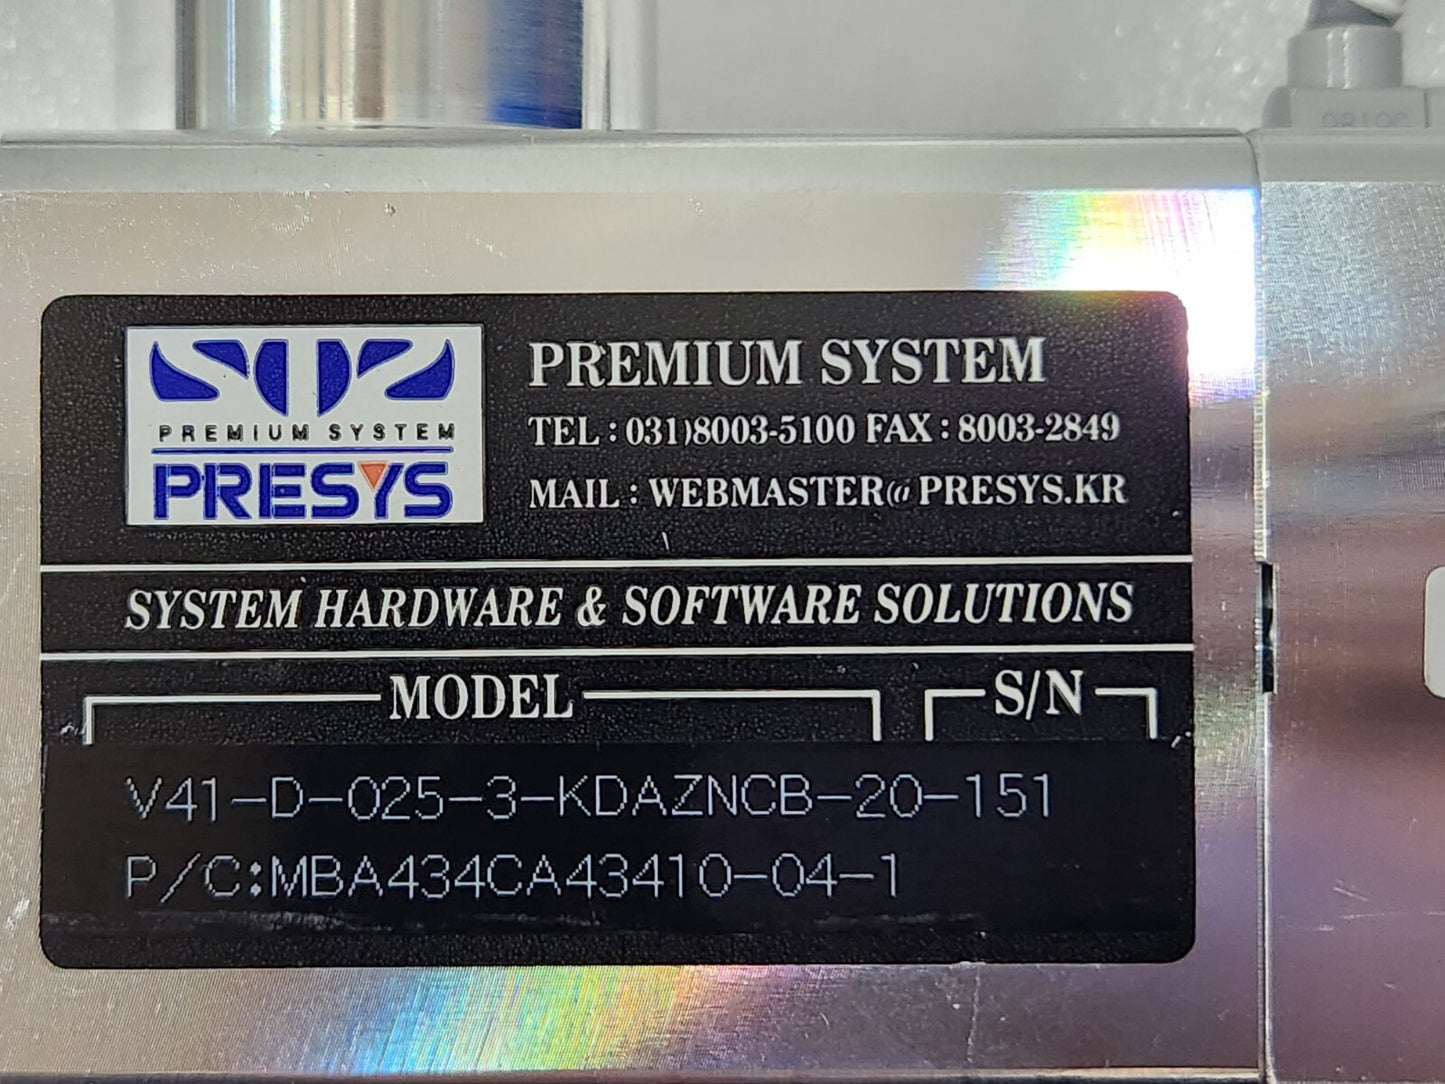 PREMIUM SYSTEM
PRESYS
PREMIUM SYSTEM
TEL : 031)8003-5100 FAX : 8003-2849
MAIL : WEBMASTER@PRESYS.KR
SYSTEM HARDWARE & SOFTWARE SOLUTIONS
MODEL S/N
V41-D-025-3-KDAZNCB-20-151
P/C:MBA434CA43410-04-1